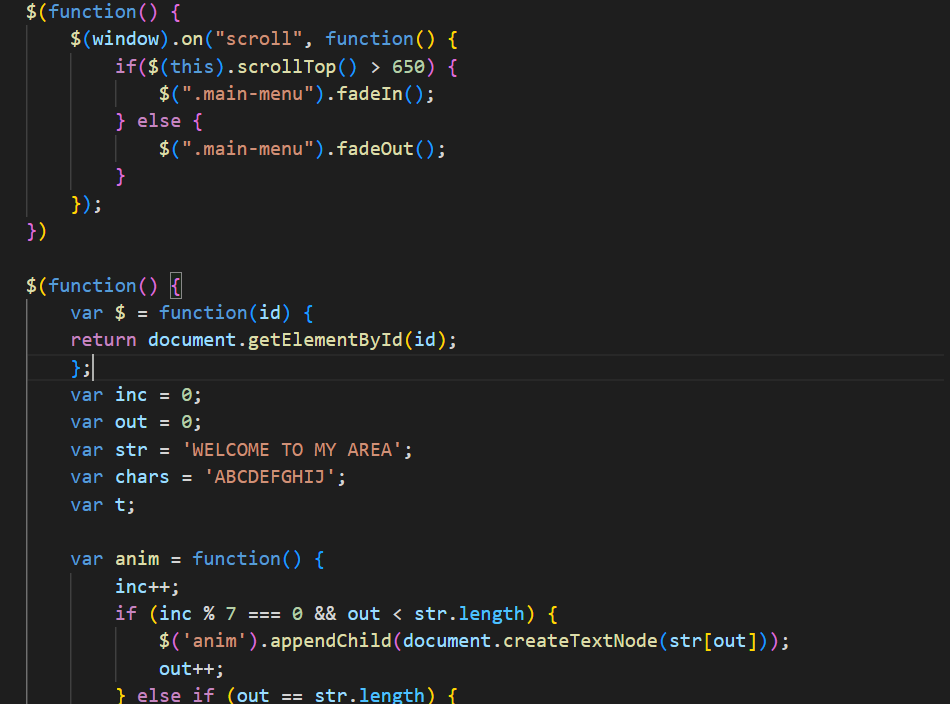 $(function() {
    $(window).on("scroll", function() {
        if($(this).scrollTop() > 650) {
            $(".main-menu").fadeIn();
        } else {
            $(".main-menu").fadeOut();
        }
    });
})

$(function() {
    var $ = function(id) {
    return document.getElementById(id);
    };
    var inc = 0;
    var out = 0;
    var str = 'WELCOME TO MY AREA';
    var chars = 'ABCDEFGHIJ';
    var t;

    var anim = function() {
        inc++;
        if (inc % 7 === 0 && out < str.length) {
            $('anim').appendChild(document.createTextNode(str[out]));
            out++;
        } else if (out == str.length) {